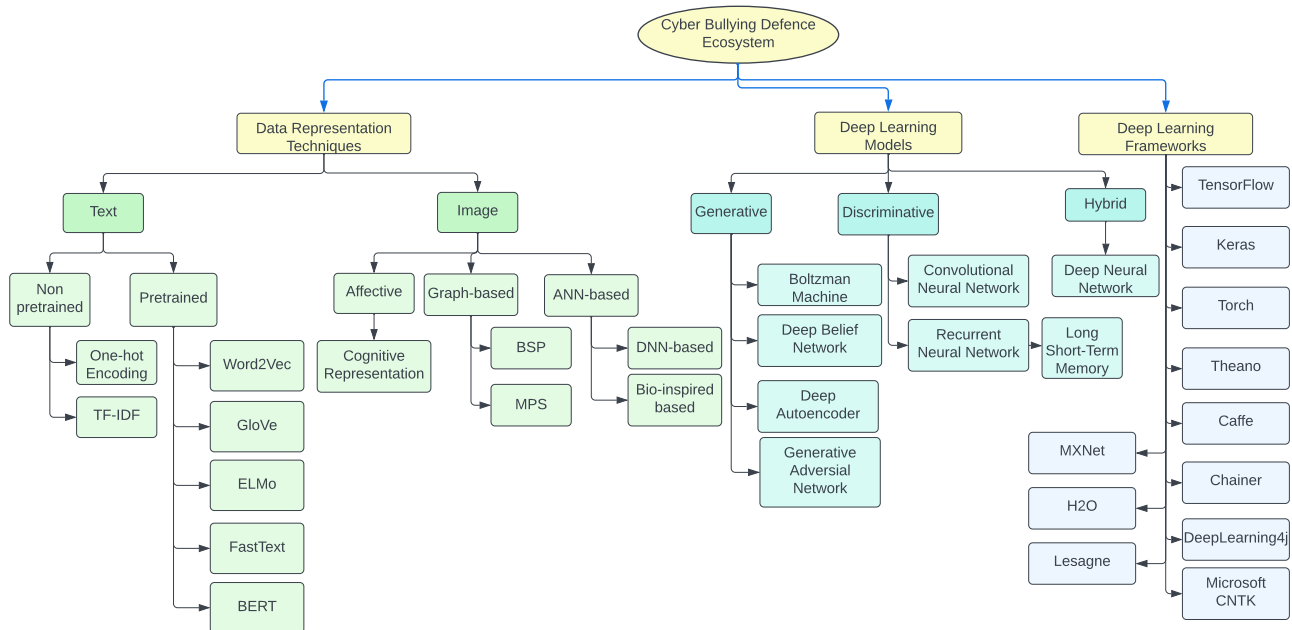 Cyber Bullying Defence
Ecosystem
Data Representation
Techniques
Deep Learning
Models
Deep Learning
Frameworks
Text
Image
Generative
Discriminative
Hybrid
Non
pretrained
Pretrained
One-hot
Encoding
TF-IDF
Word2Vec
GloVe
ELMo
FastText
BERT
Affective
Graph-based
ANN-based
Cognitive
Representation
BSP
MPS
DNN-based
Bio-inspired
based
Boltzman
Machine
Deep Belief
Network
Deep
Autoencoder
Generative
Adversial
Network
Convolutional
Neural Network
Recurrent
Neural Network
Long
Short-Term
Memory
Deep Neural
Network
TensorFlow
Keras
Torch
Theano
Caffe
Chainer
DeepLearning4j
Microsoft
CNTK
MXNet
H2O
Lesagne